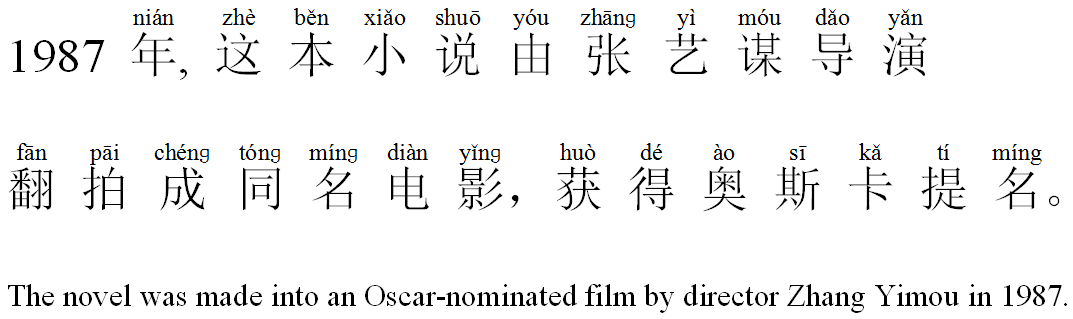 nián zhè běn xiǎo shuō yóu zhāng yì móu dǎo yǎn
1987 年, 这 本 小 说 由 张 艺 谋 导 演
fān pāi chéng tóng míng diàn yǐng huò dé ào sī kǎ tí míng
翻 拍 成 同 名 电 影，获 得 奥 斯 卡 提 名。
The novel was made into an Oscar-nominated film by director Zhang Yimou in 1987.